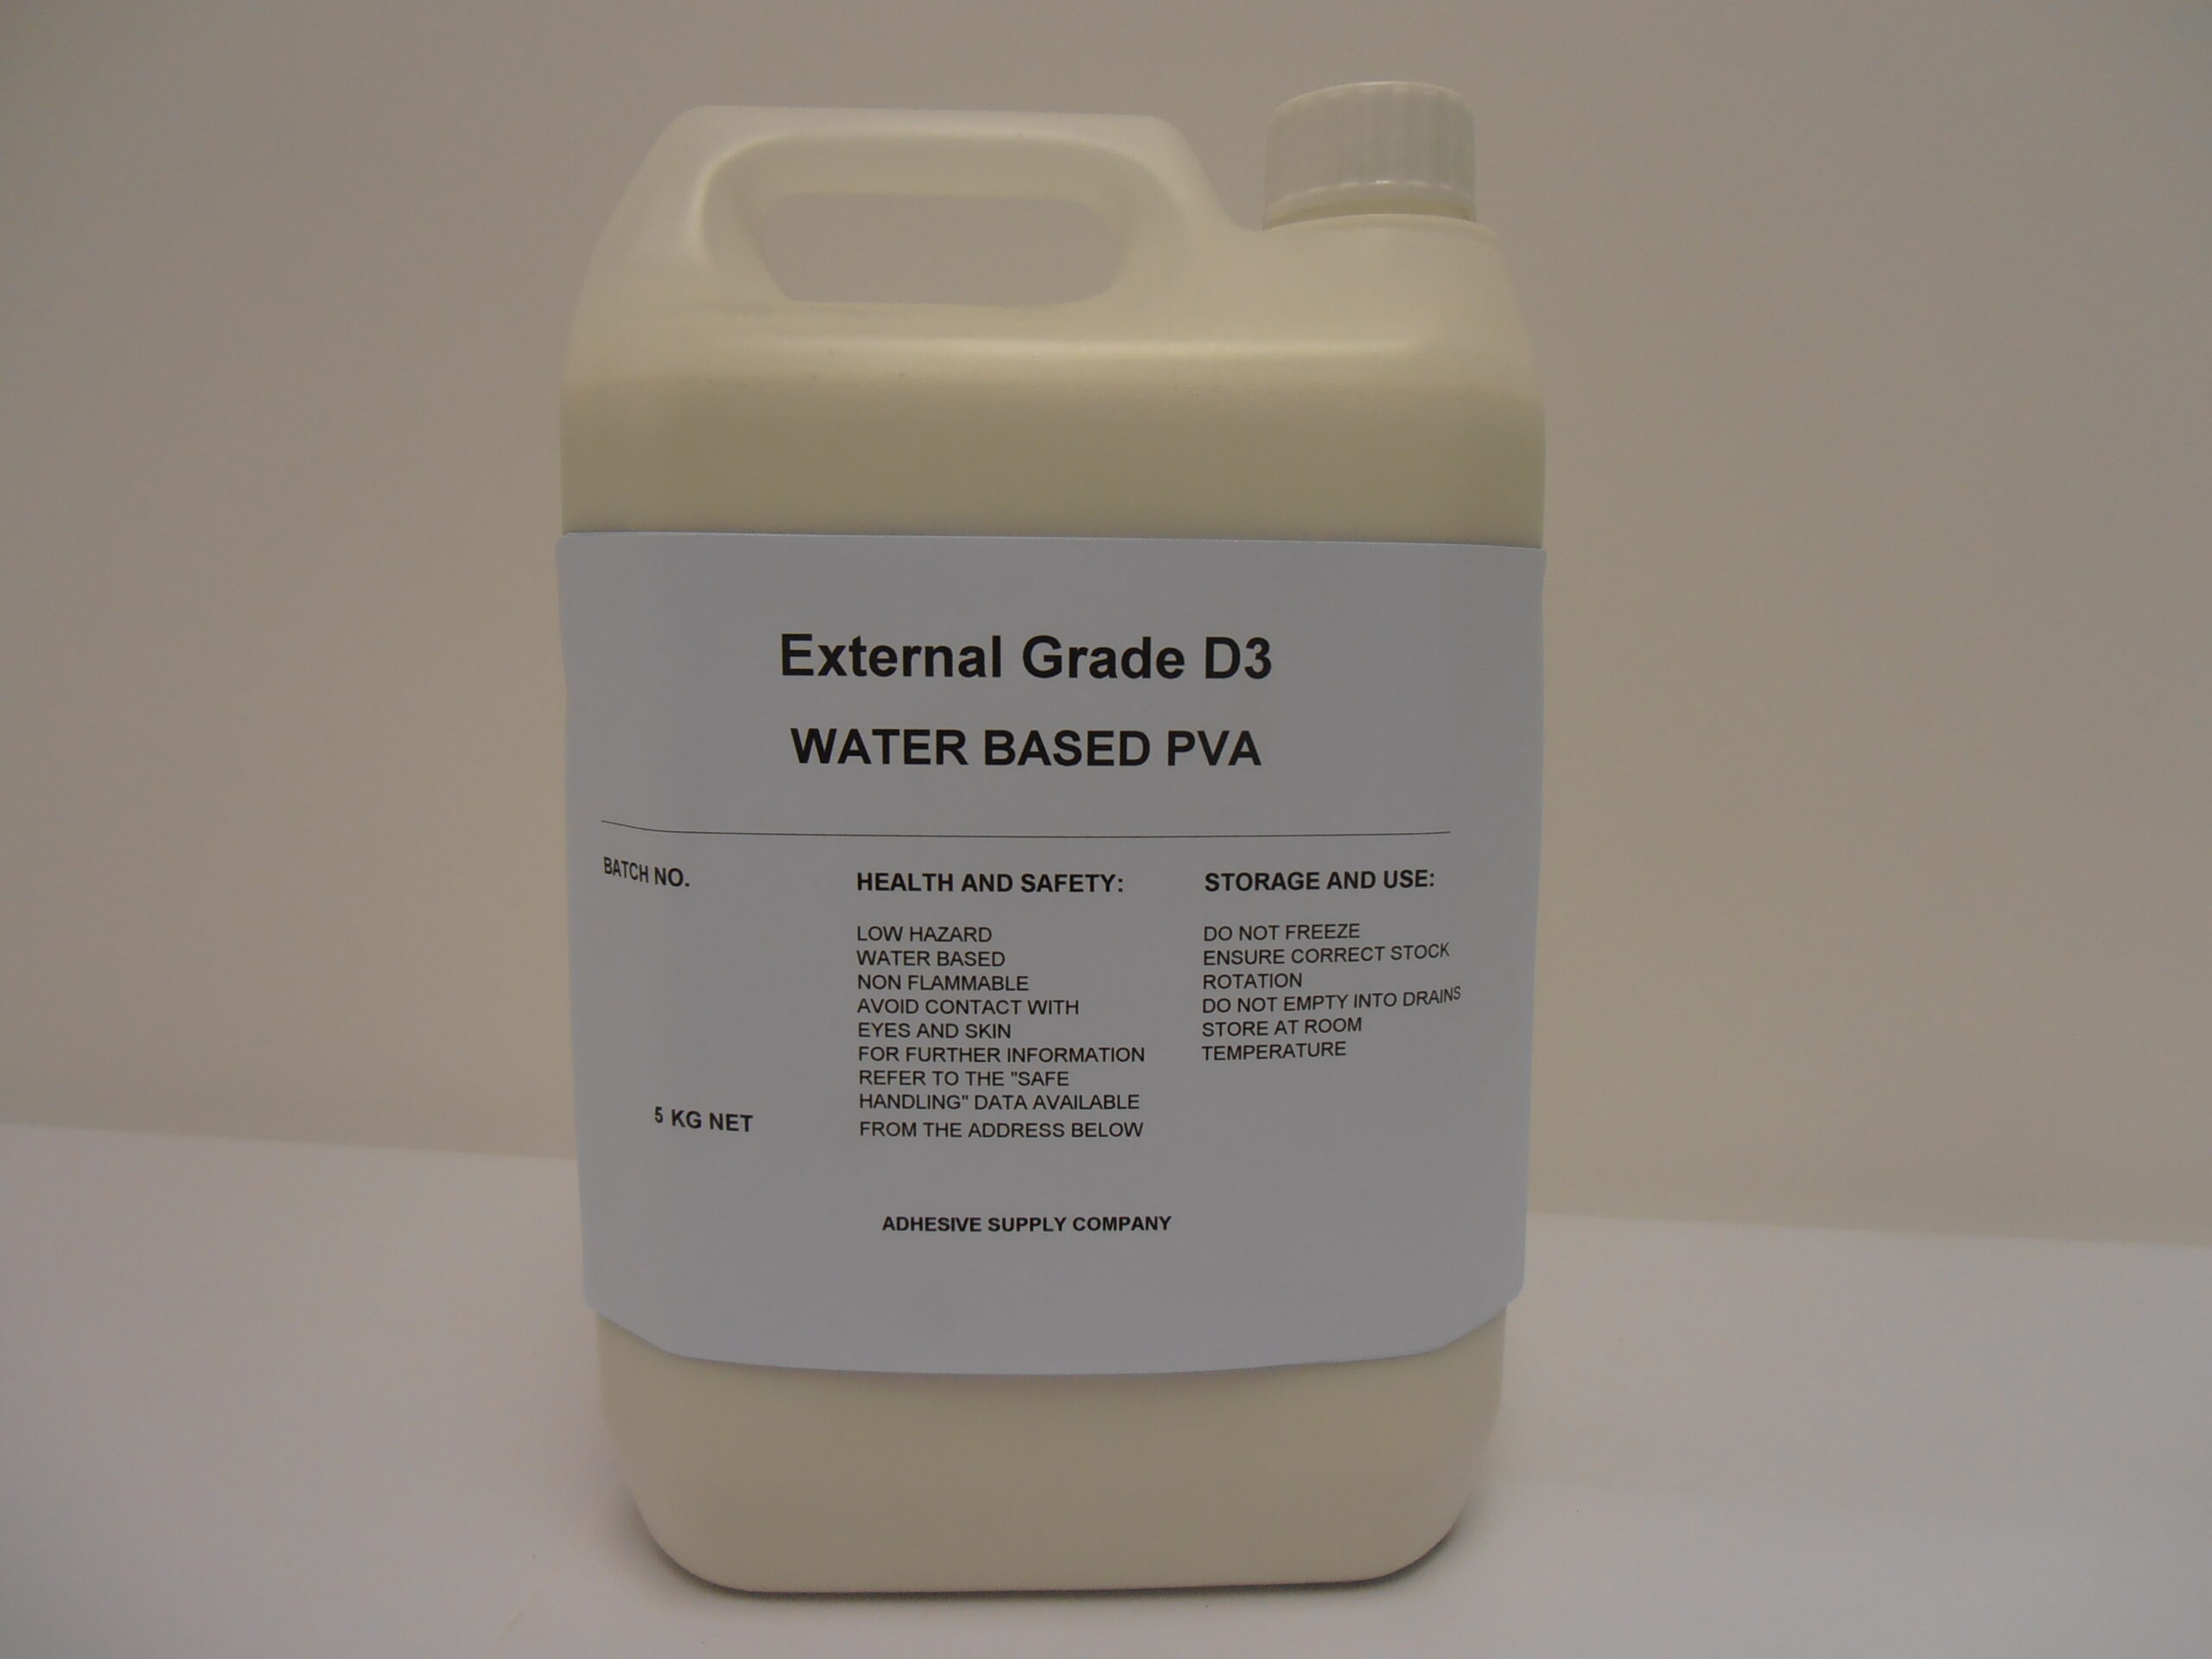 External Grade D3
WATER BASED PVA
BATCH NO.
5 KG NET
HEALTH AND SAFETY:
LOW HAZARD
WATER BASED
NON FLAMMABLE
AVOID CONTACT WITH
EYES AND SKIN
FOR FURTHER INFORMATION
REFER TO THE "SAFE
HANDLING" DATA AVAILABLE
FROM THE ADDRESS BELOW
STORAGE AND USE:
DO NOT FREEZE
ENSURE CORRECT STOCK
ROTATION
DO NOT EMPTY INTO DRAINS
STORE AT ROOM
TEMPERATURE
ADHESIVE SUPPLY COMPANY